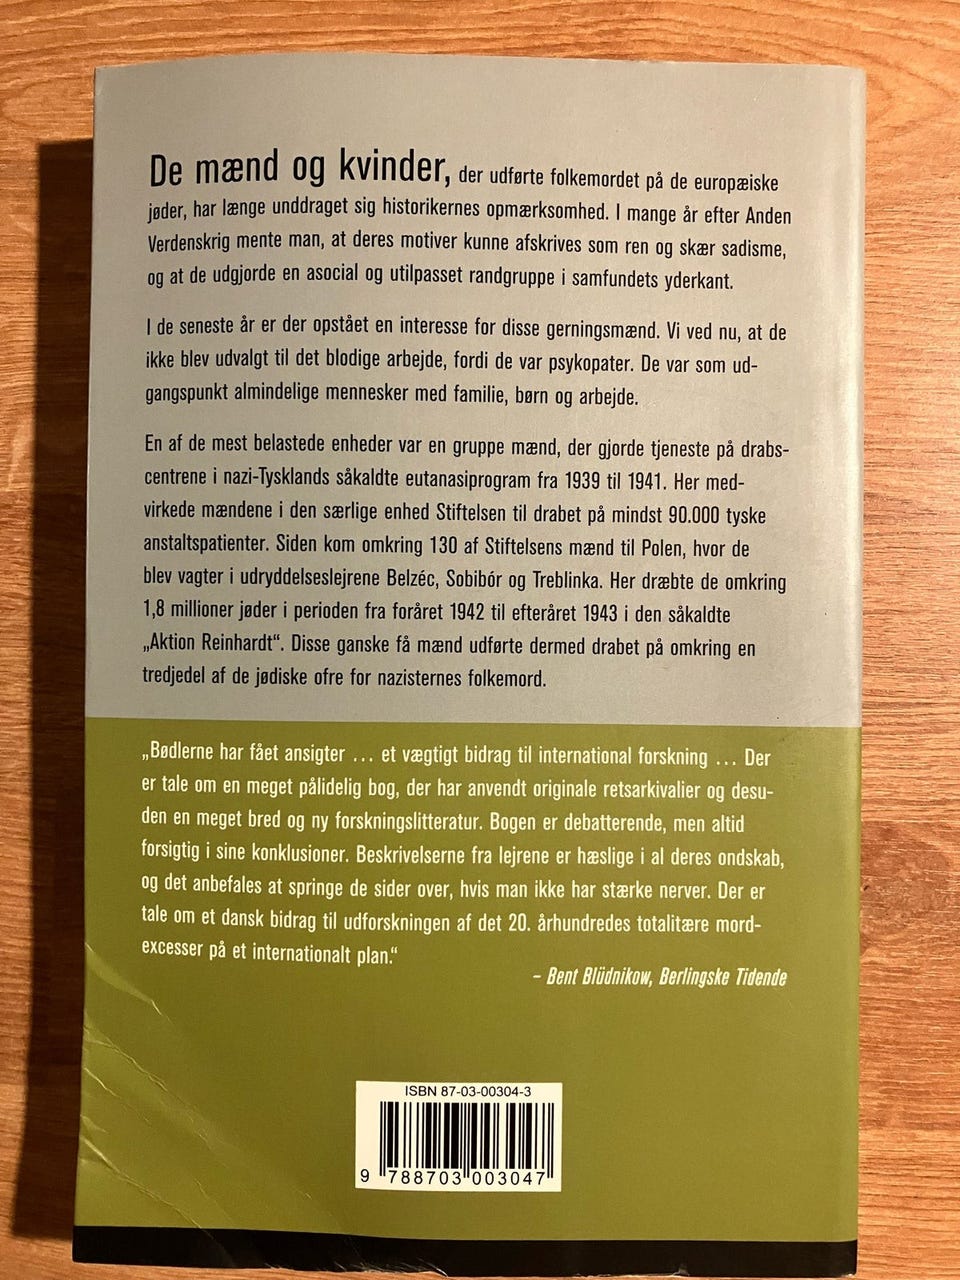 De mænd og kvinder, der udførte folkemordet på de europæiske
jøder, har længe unddraget sig historikernes opmærksomhed. I mange år efter Anden
Verdenskrig mente man, at deres motiver kunne afskrives som ren og skær sadisme,
og at de udgjorde en asocial og utilpasset randgruppe i samfundets yderkant.
I de seneste år er der opstået en interesse for disse gerningsmænd. Vi ved nu, at de
ikke blev udvalgt til det blodige arbejde, fordi de var psykopater. De var som ud-
gangspunkt almindelige mennesker med familie, børn og arbejde.
En af de mest belastede enheder var en gruppe mænd, der gjorde tjeneste på drabs-
centrene i nazi-Tysklands såkaldte eutanasiprogram fra 1939 til 1941. Her med-
virkede mændene i den særlige enhed Stiftelsen til drabet på mindst 90.000 tyske
anstaltspatienter. Siden kom omkring 130 af Stiftelsens mænd til Polen, hvor de
blev vagter i udryddelseslejrene Belzéc, Sobibór og Treblinka. Her dræbte de omkring
1,8 millioner jøder i perioden fra foråret 1942 til efteråret 1943 i den såkaldte
„Aktion Reinhardt“. Disse ganske få mænd udførte dermed drabet på omkring en
tredjedel af de jødiske ofre for nazisternes folkemord.
„Bødlerne har fået ansigter ... et vægtigt bidrag til international forskning ... Der
er tale om en meget pålidelig bog, der har anvendt originale retsarkivalier og desu-
den en meget bred og ny forskningslitteratur. Bogen er debatterende, men altid
forsigtig i sine konklusioner. Beskrivelserne fra lejrene er hæslige i al deres ondskab,
og det anbefales at springe de sider over, hvis man ikke har stærke nerver. Der er
tale om et dansk bidrag til udforskningen af det 20. århundredes totalitære mord-
excesser på et internationalt plan.“
– Bent Blüdnikow, Berlingske Tidende
ISBN 87-03-00304-3
9 788703 003047